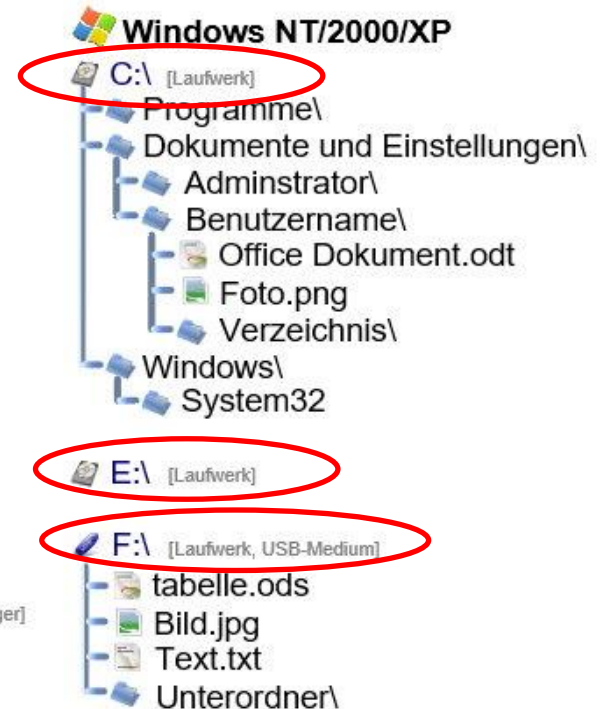 Windows NT/2000/XP
C:\ [Laufwerk]
Programme\
Dokumente und Einstellungen\
Adminstrator\
Benutzername\
Office Dokument.odt
Foto.png
Verzeichnis\
Windows\
System32
E:\ [Laufwerk]
F:\ [Laufwerk, USB-Medium]
tabelle.ods
ger]
Bild.jpg
Text.txt
Unterordner\